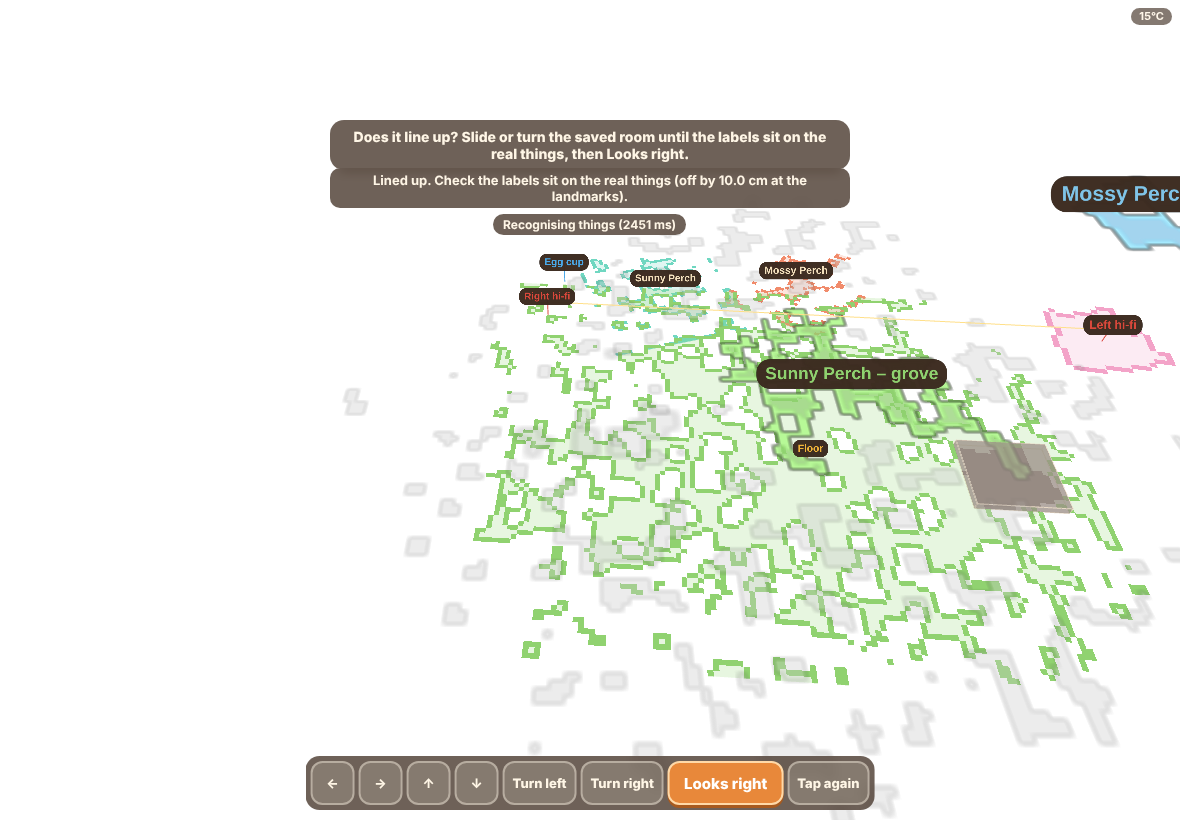 15°C
Does it line up? Slide or turn the saved room until the labels sit on the
real things, then Looks right.
Lined up. Check the labels sit on the real things (off by 10.0 cm at the
landmarks).
Mossy Perc
Recognising things (2451 ms)
Egg cup
Sunny Perch
Mossy Perch
Right hi-fi
Left hi-fi
Sunny Perch – grove
Floor
← → ↑ ↓ Turn left Turn right Looks right Tap again